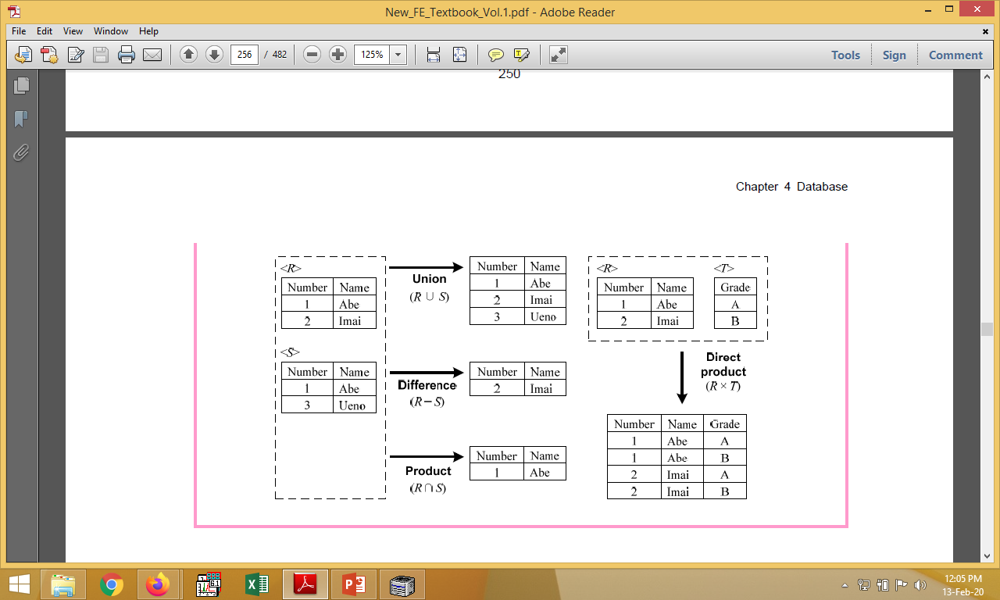 New_FE_Textbook_Vol.1.pdf - Adobe Reader
File Edit View Window Help
256 / 482 125% Tools Sign Comment
250
Chapter 4 Database
<R>
Number Name
1 Abe
2 Imai
<S>
Number Name
1 Abe
3 Ueno
Union
(R ∪ S)
Number Name
1 Abe
2 Imai
3 Ueno
Difference
(R − S)
Number Name
2 Imai
Product
(R ∩ S)
Number Name
1 Abe
<R>
Number Name
1 Abe
2 Imai
<T>
Grade
A
B
Direct
product
(R × T)
Number Name Grade
1 Abe A
1 Abe B
2 Imai A
2 Imai B
12:05 PM
13-Feb-20